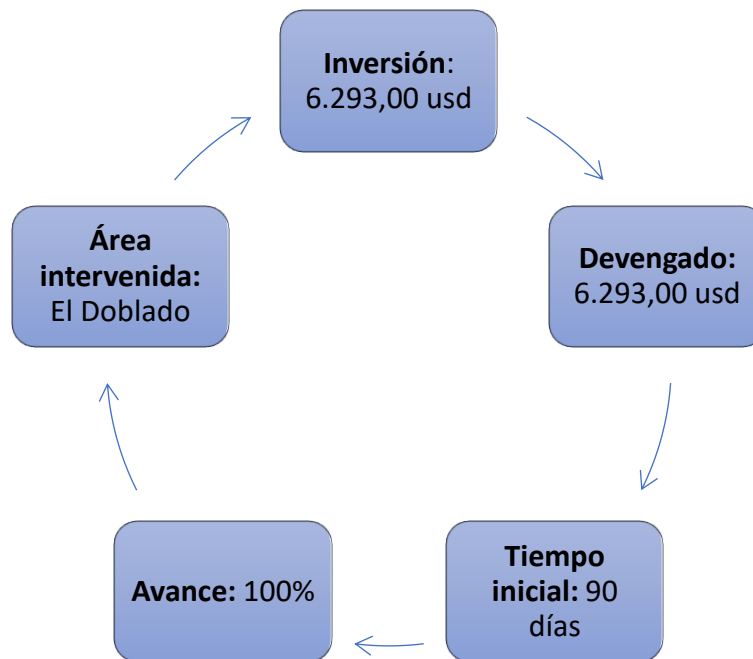 Inversión:
6.293,00 usd
Devengado:
6.293,00 usd
Tiempo
inicial: 90
días
Avance: 100%
Área
intervenida:
El Doblado